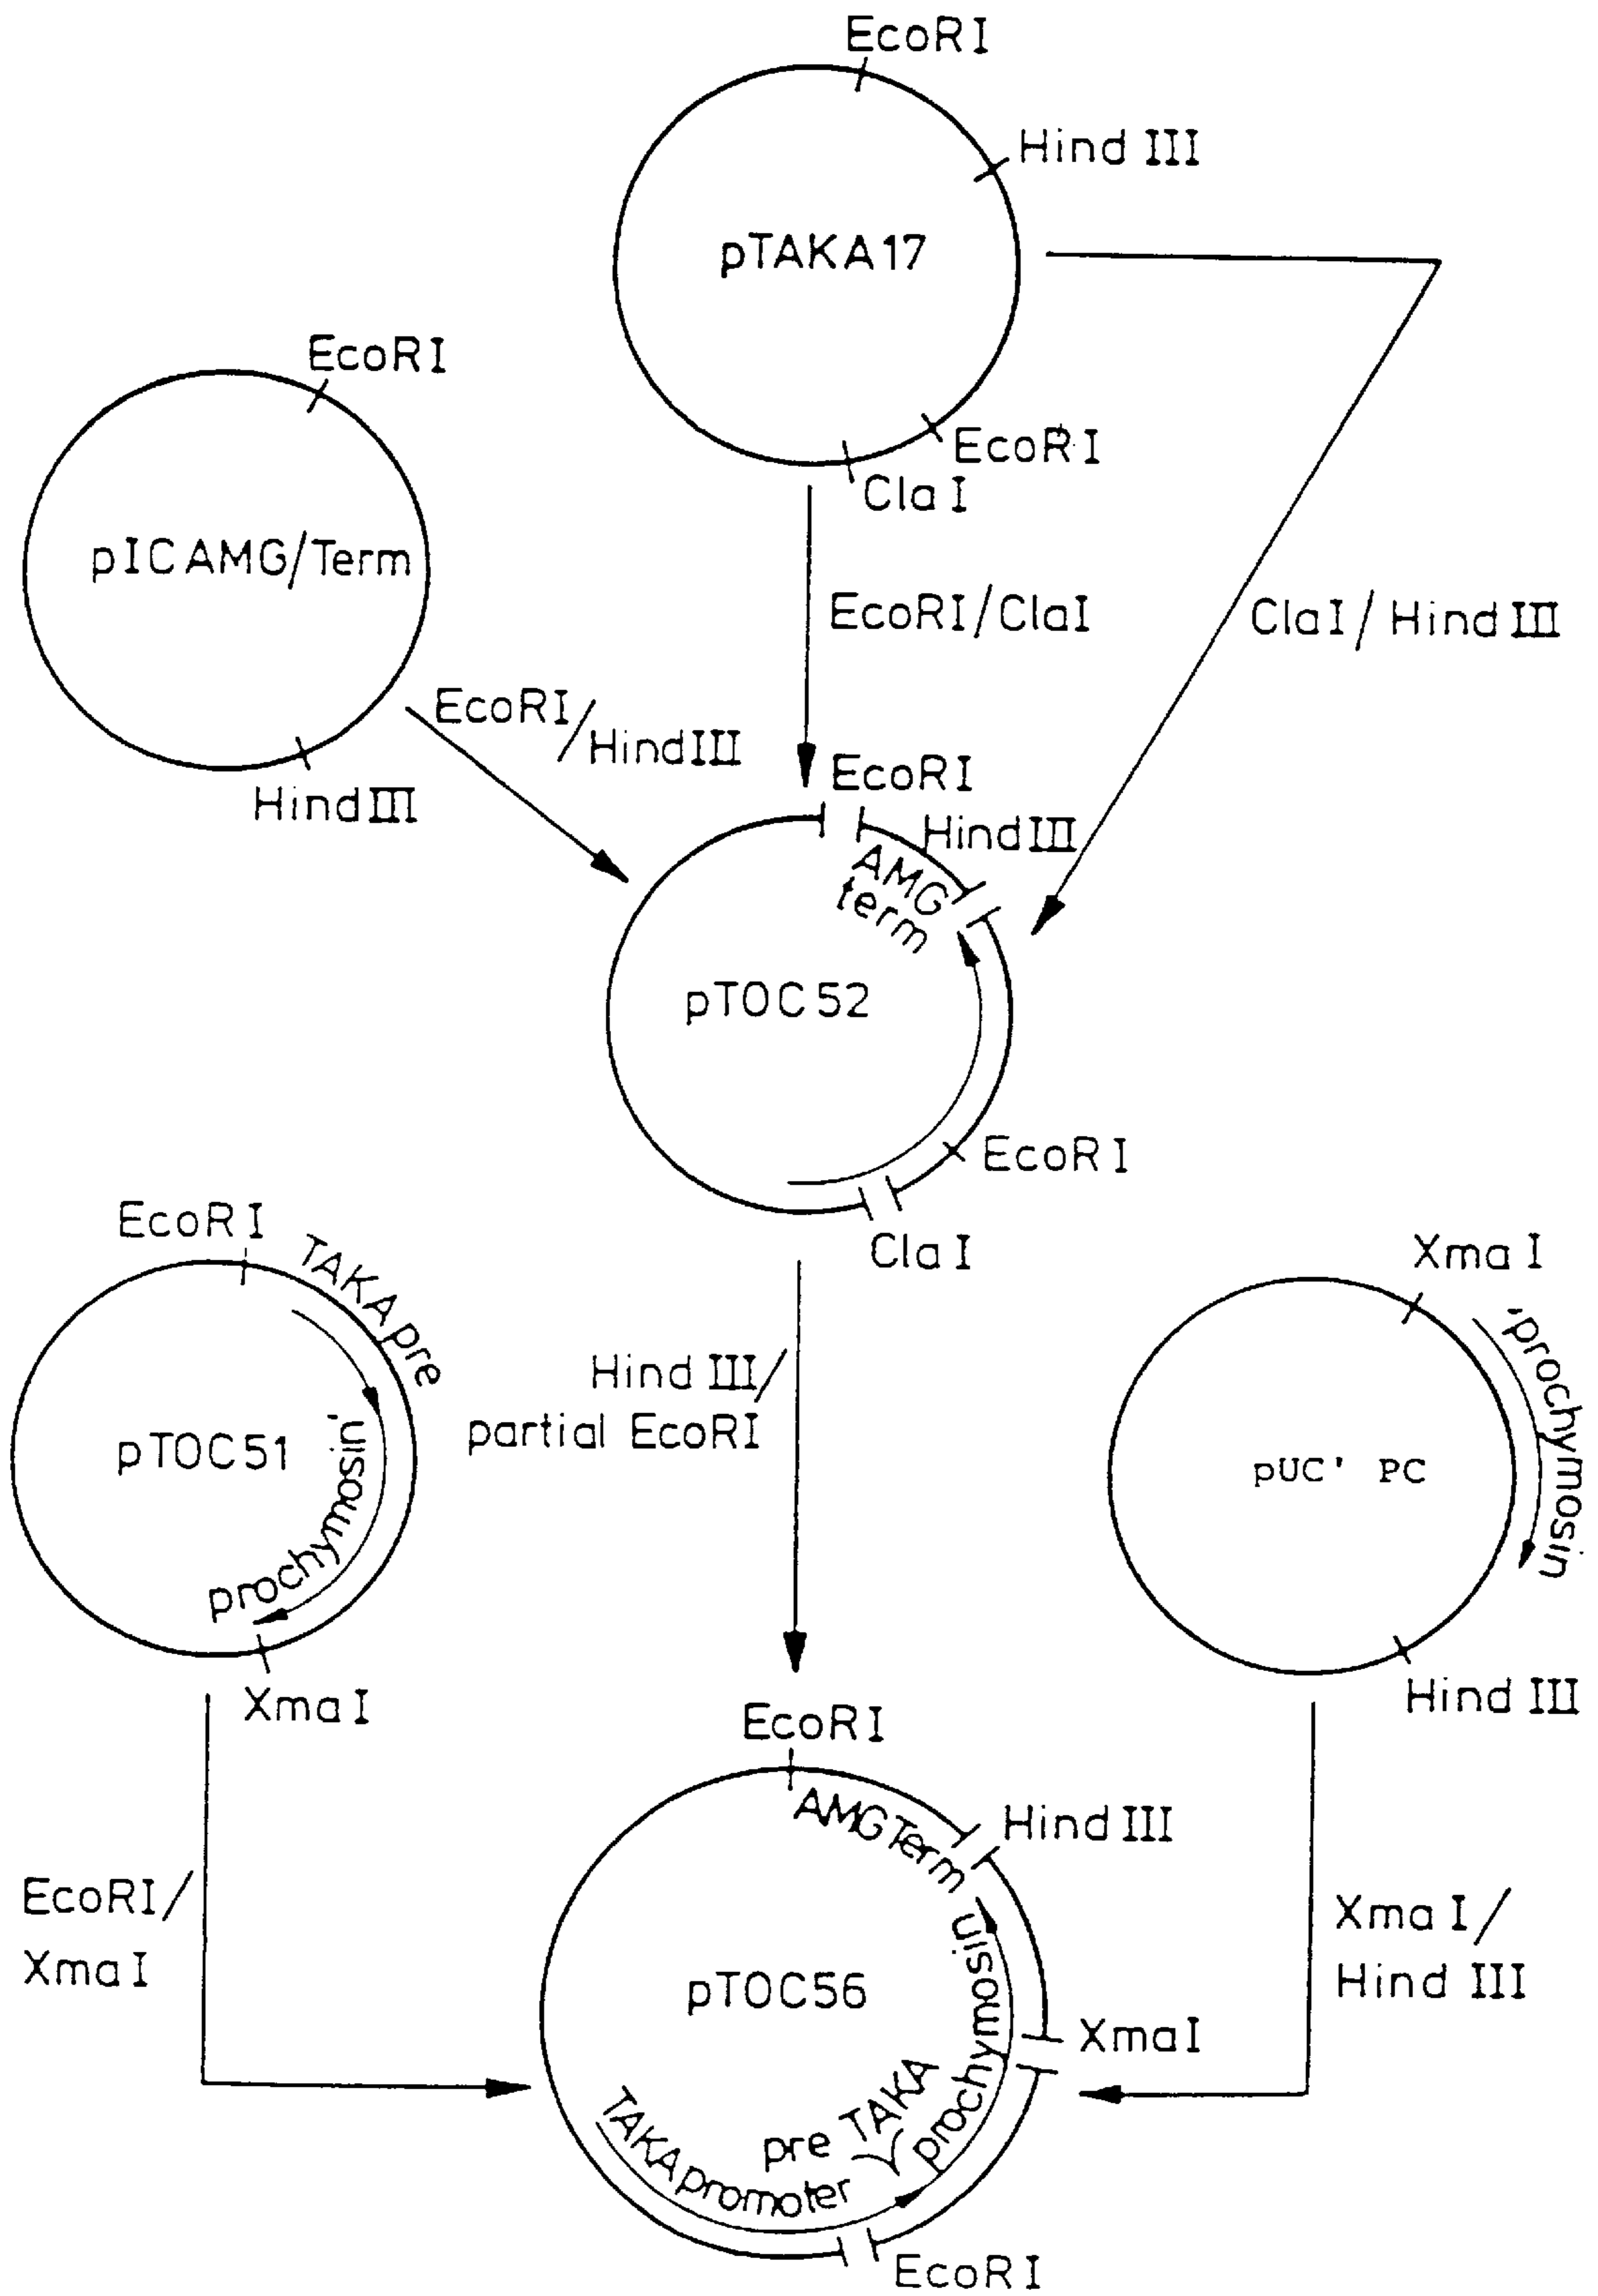 EcoRI
Hind III
pTAKA17
EcoRI
ClaI
EcoRI
pICAMG/Term
Hind III
EcoRI/ClaI
ClaI/Hind III
EcoRI/
HindIII
EcoRI
HindIII
AMG
term
pTOC52
EcoRI
ClaI
EcoRI
TAKA pre
pTOC51
prochymosin'
XmaI
Hind III/
partial EcoRI
XmaI
'prochymosin
pUC' PC
Hind III
EcoRI/
XmaI
XmaI/
Hind III
EcoRI
AMG Term
Hind III
pTOC56
prochymosin
XmaI
pre TAKA
TAKA promoter
EcoRI